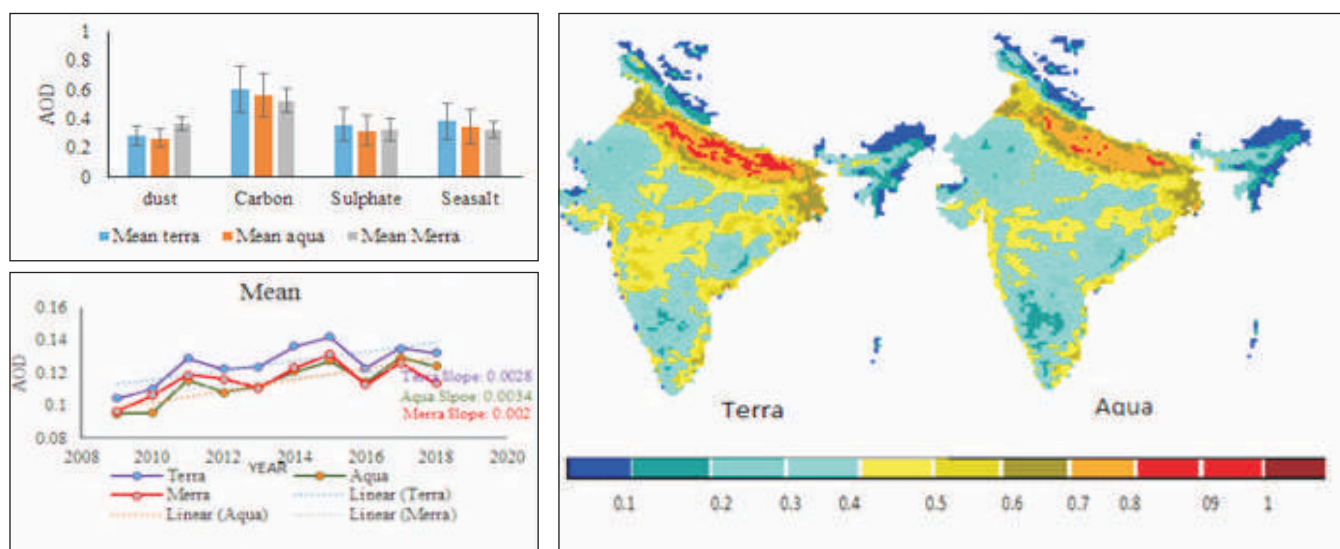 1
0.8
0.6
0.4
0.2
0
AOD
dust Carbon Sulphate Seasalt
Mean terra Mean aqua Mean Merra
Mean
0.16
0.14
0.12
0.1
0.08
AOD
Terra Slope: 0.0028
Aqua Slpoe: 0.0034
Merra Slope: 0.002
2008 2010 2012 2014 2016 2018 2020
YEAR
Terra Aqua
Merra Linear (Terra)
Linear (Aqua) Linear (Merra)
Terra Aqua
0.1 0.2 0.3 0.4 0.5 0.6 0.7 0.8 09 1